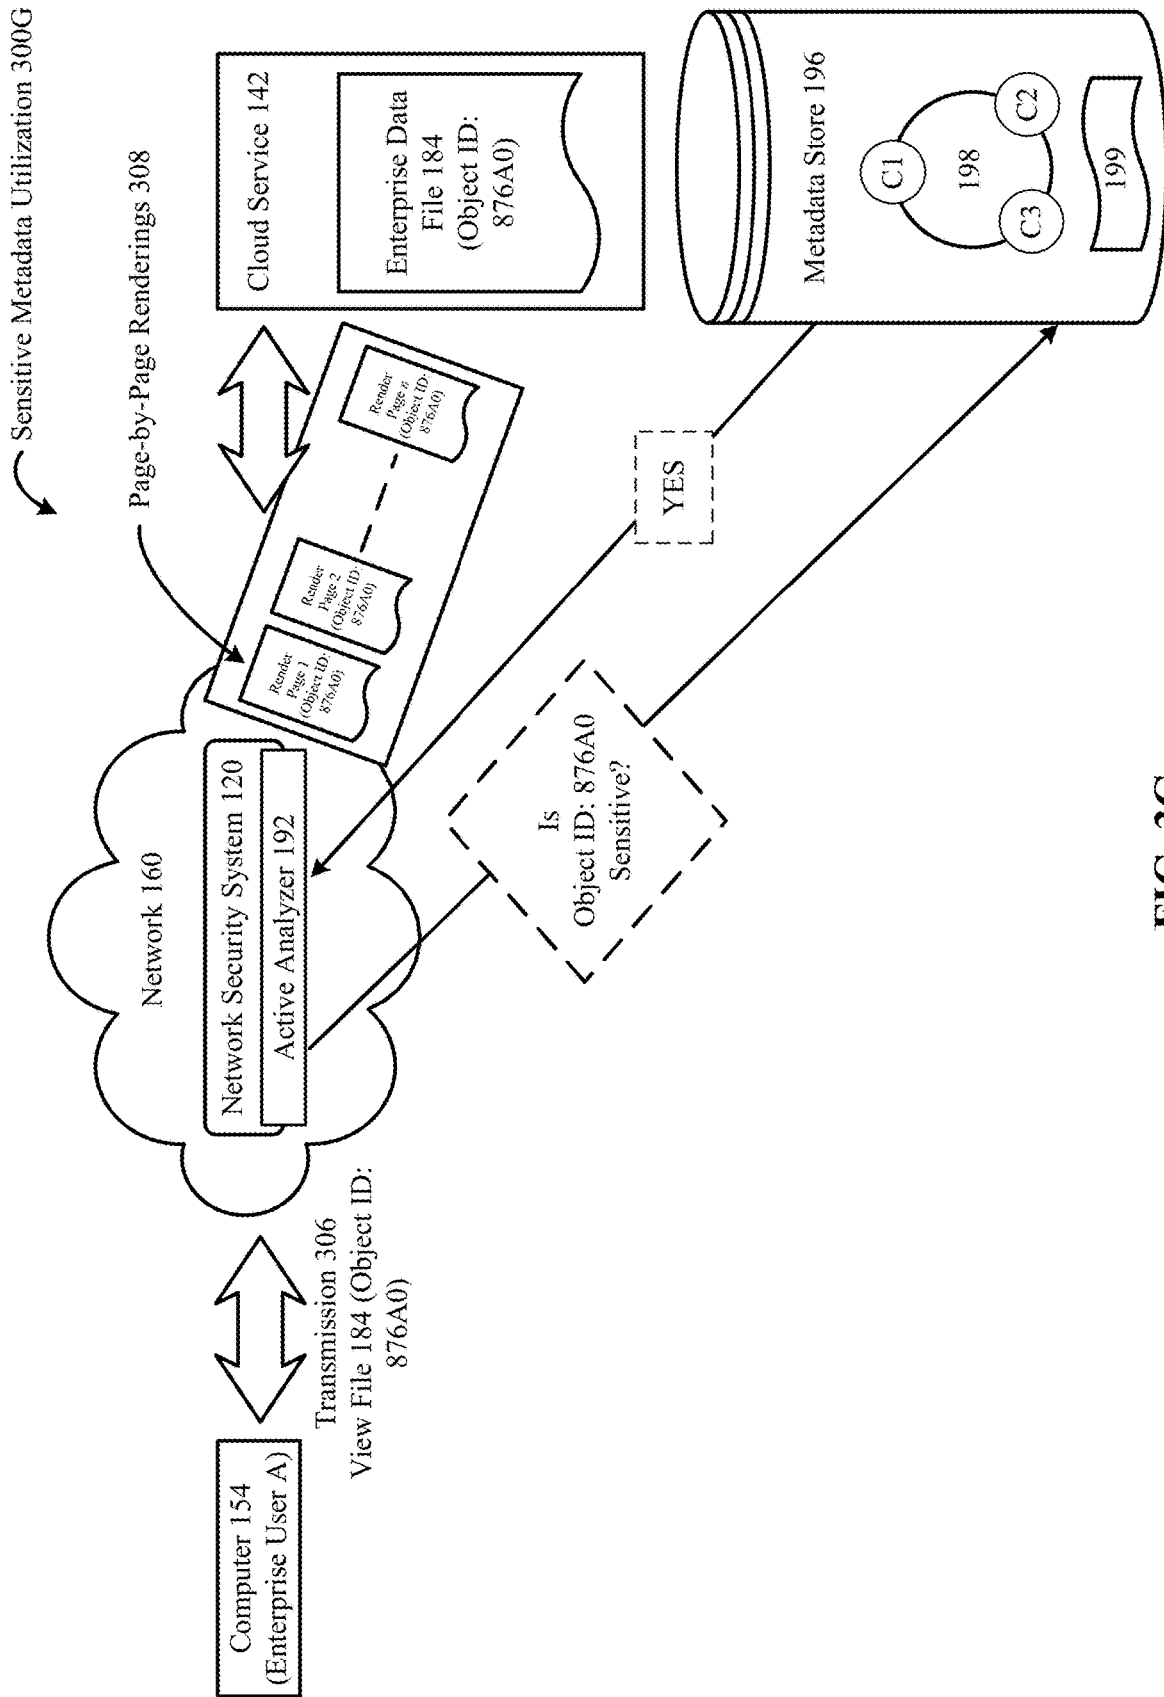 Sensitive Metadata Utilization 300G
Page-by-Page Renderings 308
Computer 154
(Enterprise User A)
Transmission 306
View File 184 (Object ID:
876A0)
Network 160
Network Security System 120
Active Analyzer 192
Render
Page 1
(Object ID:
876A0)
Render
Page 2
(Object ID:
876A0)
Render
Page n
(Object ID:
876A0)
Cloud Service 142
Enterprise Data
File 184
(Object ID:
876A0)
Is
Object ID: 876A0
Sensitive?
YES
Metadata Store 196
C1
198
C3
C2
199